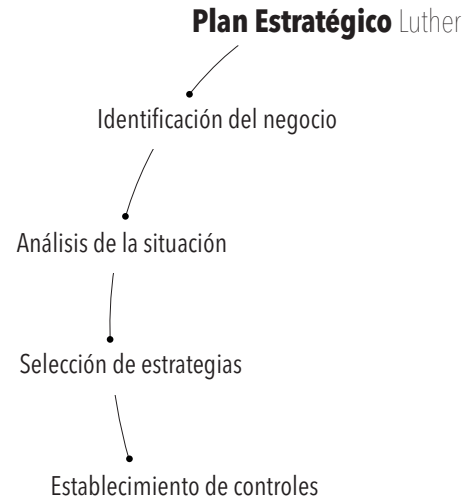 Plan Estratégico Luther
Identificación del negocio
Análisis de la situación
Selección de estrategias
Establecimiento de controles